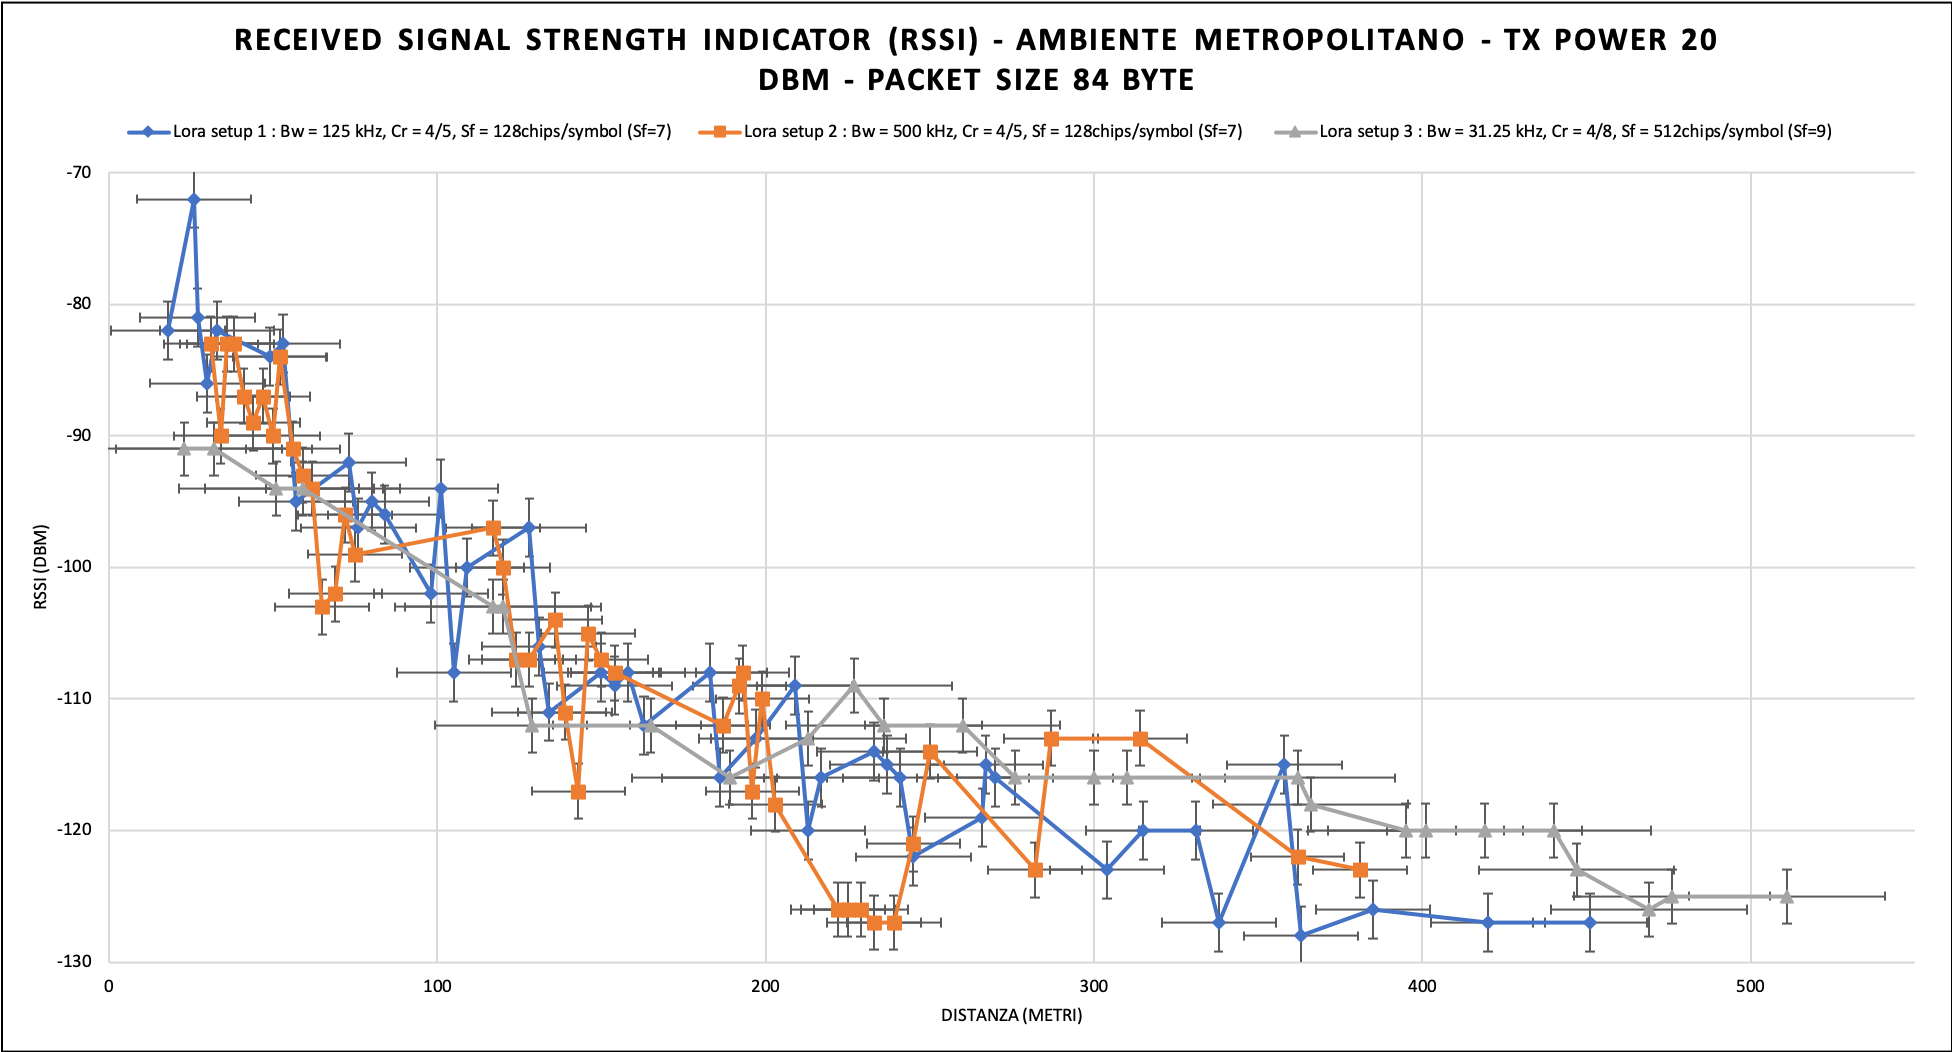 RECEIVED SIGNAL STRENGTH INDICATOR (RSSI) - AMBIENTE METROPOLITANO - TX POWER 20
DBM - PACKET SIZE 84 BYTE
Lora setup 1 : Bw = 125 kHz, Cr = 4/5, Sf = 128chips/symbol (Sf=7)
Lora setup 2 : Bw = 500 kHz, Cr = 4/5, Sf = 128chips/symbol (Sf=7)
Lora setup 3 : Bw = 31.25 kHz, Cr = 4/8, Sf = 512chips/symbol (Sf=9)
-70
-80
-90
-100
-110
-120
-130
RSSI (DBM)
0
100
200
300
400
500
DISTANZA (METRI)